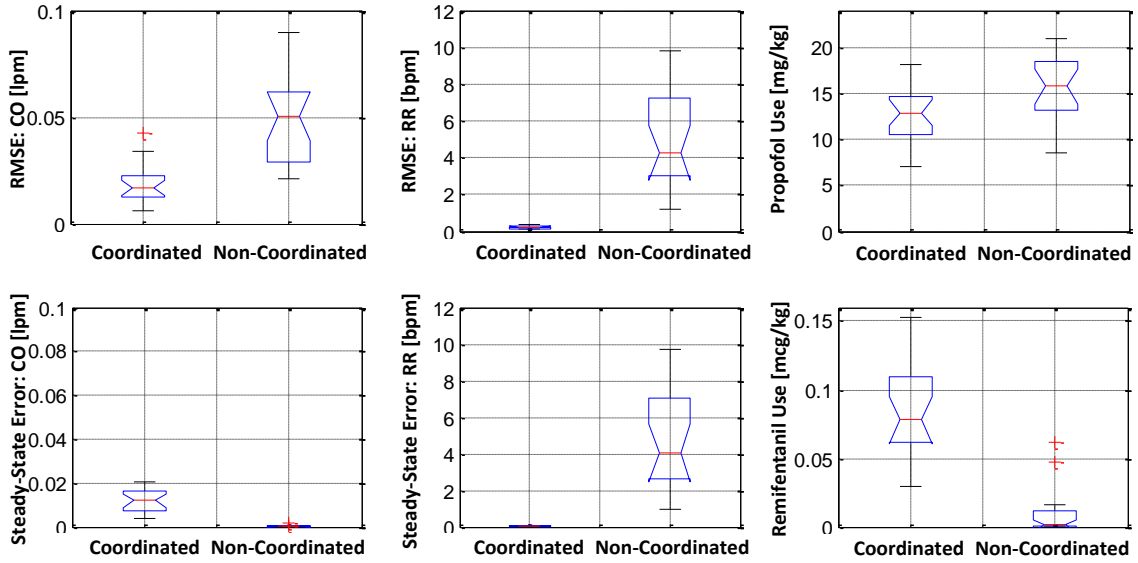 RMSE: CO [lpm]
0.1
0.05
0
Coordinated Non-Coordinated
RMSE: RR [bpm]
12
10
8
6
4
2
0
Coordinated Non-Coordinated
Propofol Use [mg/kg]
20
15
10
5
0
Coordinated Non-Coordinated
Steady-State Error: CO [lpm]
0.1
0.08
0.06
0.04
0.02
0
Coordinated Non-Coordinated
Steady-State Error: RR [bpm]
12
10
8
6
4
2
0
Coordinated Non-Coordinated
Remifentanil Use [mcg/kg]
0.15
0.1
0.05
0
Coordinated Non-Coordinated